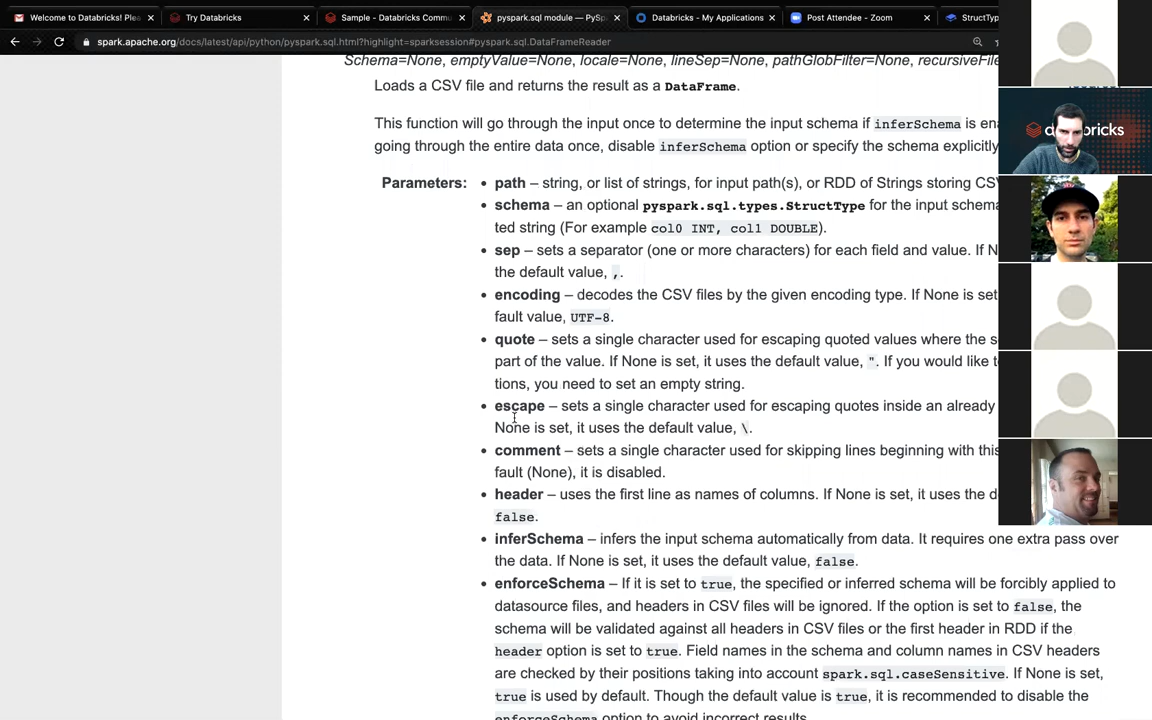 Welcome to Databricks! Plea
Try Databricks
Sample - Databricks Commu
pyspark.sql module — PySp
Databricks - My Applications
Post Attendee - Zoom
StructTyp
spark.apache.org/docs/latest/api/python/pyspark.sql.html?highlight=sparksession#pyspark.sql.DataFrameReader
Schema=None, emptyValue=None, locale=None, lineSep=None, pathGlobFilter=None, recursiveFile
Loads a CSV file and returns the result as a DataFrame.
This function will go through the input once to determine the input schema if inferSchema is ena
going through the entire data once, disable inferSchema option or specify the schema explicitly
Parameters:
• path – string, or list of strings, for input path(s), or RDD of Strings storing CSV
• schema – an optional pyspark.sql.types.StructType for the input schema
ted string (For example col0 INT, col1 DOUBLE).
• sep – sets a separator (one or more characters) for each field and value. If N
the default value, ,.
• encoding – decodes the CSV files by the given encoding type. If None is set
fault value, UTF-8.
• quote – sets a single character used for escaping quoted values where the s
part of the value. If None is set, it uses the default value, ". If you would like t
tions, you need to set an empty string.
• escape – sets a single character used for escaping quotes inside an already
None is set, it uses the default value, \.
• comment – sets a single character used for skipping lines beginning with this
fault (None), it is disabled.
• header – uses the first line as names of columns. If None is set, it uses the d
false.
• inferSchema – infers the input schema automatically from data. It requires one extra pass over
the data. If None is set, it uses the default value, false.
• enforceSchema – If it is set to true, the specified or inferred schema will be forcibly applied to
datasource files, and headers in CSV files will be ignored. If the option is set to false, the
schema will be validated against all headers in CSV files or the first header in RDD if the
header option is set to true. Field names in the schema and column names in CSV headers
are checked by their positions taking into account spark.sql.caseSensitive. If None is set,
true is used by default. Though the default value is true, it is recommended to disable the
enforceSchema option to avoid incorrect results.